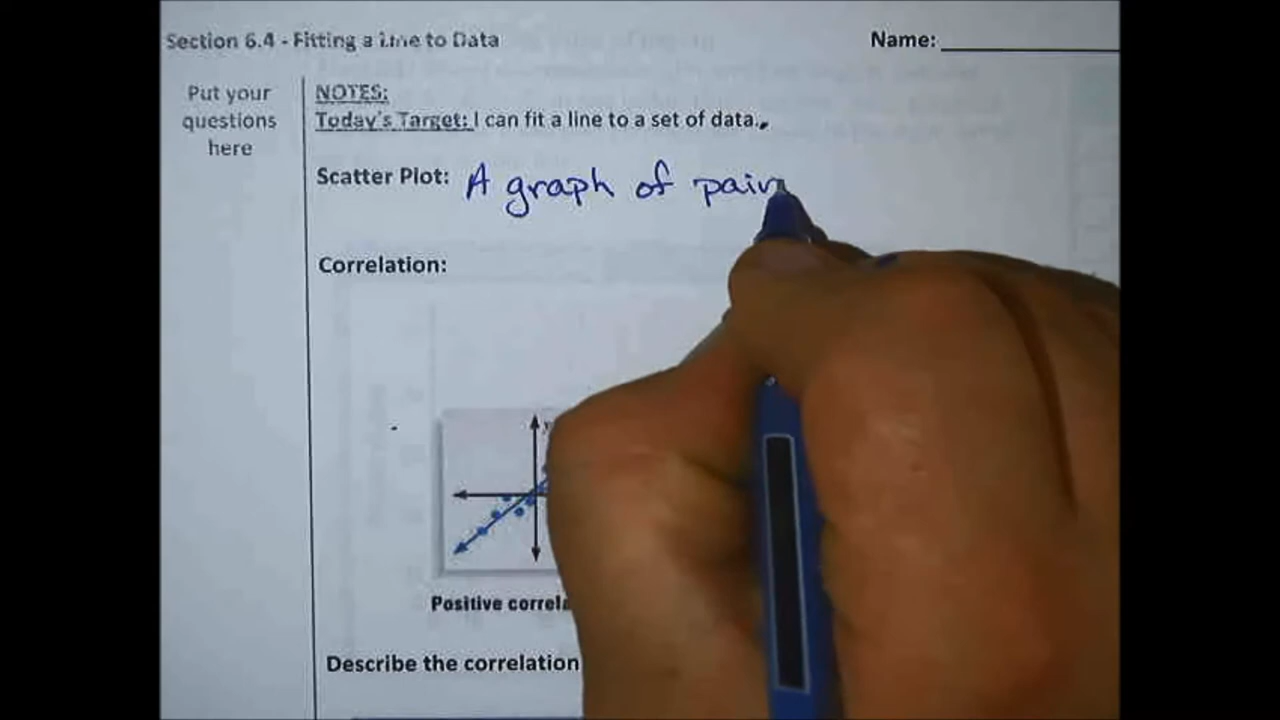 Section 6.4 - Fitting a Line to Data
Name:
Put your
questions
here
NOTES:
Today's Target: I can fit a line to a set of data.
Scatter Plot: A graph of pair
Correlation:
y
Positive correla
Describe the correlation